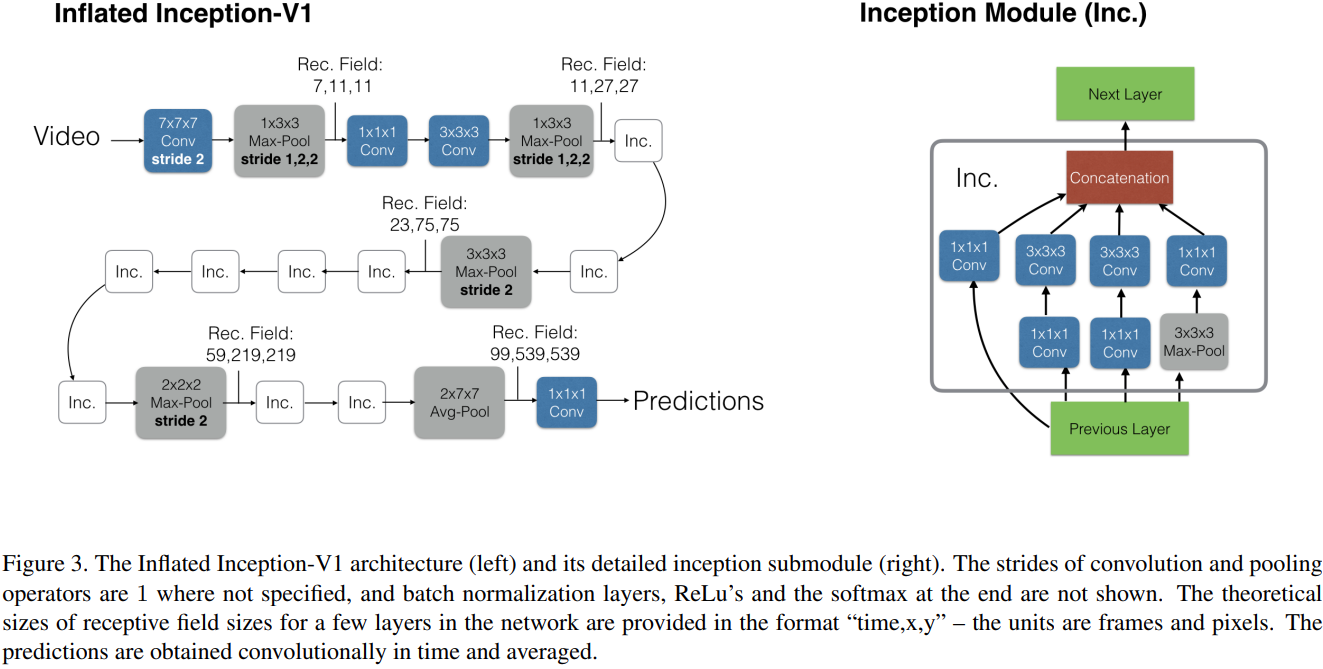 Inflated Inception-V1
Rec. Field:
7,11,11
Rec. Field:
11,27,27
Video
7x7x7
Conv
stride 2
1x3x3
Max-Pool
stride 1,2,2
1x1x1
Conv
3x3x3
Conv
1x3x3
Max-Pool
stride 1,2,2
Inc.
Rec. Field:
23,75,75
Inc.
Inc.
Inc.
Inc.
3x3x3
Max-Pool
stride 2
Inc.
Rec. Field:
59,219,219
Rec. Field:
99,539,539
Inc.
2x2x2
Max-Pool
stride 2
Inc.
Inc.
2x7x7
Avg-Pool
1x1x1
Conv
Predictions
Inception Module (Inc.)
Next Layer
Inc.
Concatenation
1x1x1
Conv
3x3x3
Conv
3x3x3
Conv
1x1x1
Conv
1x1x1
Conv
1x1x1
Conv
3x3x3
Max-Pool
Previous Layer
Figure 3. The Inflated Inception-V1 architecture (left) and its detailed inception submodule (right). The strides of convolution and pooling
operators are 1 where not specified, and batch normalization layers, ReLu’s and the softmax at the end are not shown. The theoretical
sizes of receptive field sizes for a few layers in the network are provided in the format “time,x,y” – the units are frames and pixels. The
predictions are obtained convolutionally in time and averaged.